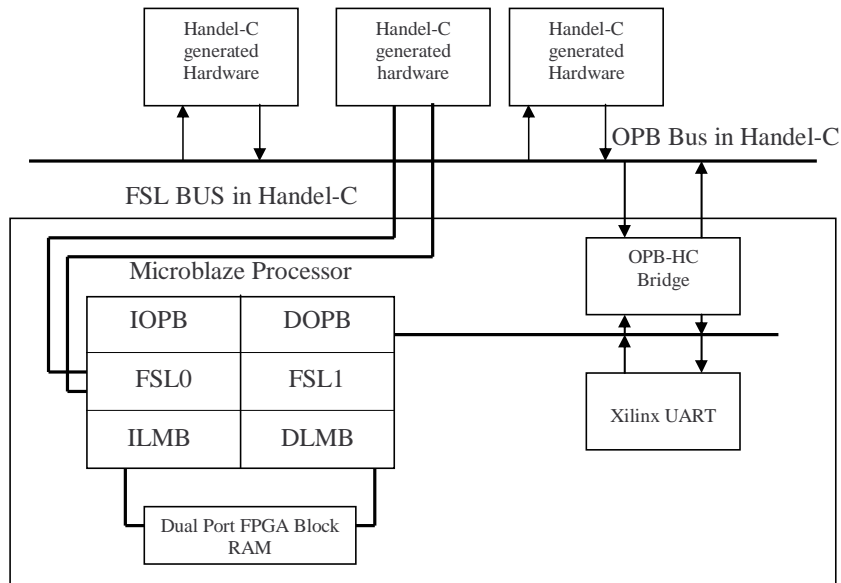 Handel-C
generated
Hardware
Handel-C
generated
hardware
Handel-C
generated
Hardware
OPB Bus in Handel-C
FSL BUS in Handel-C
OPB-HC
Bridge
Microblaze Processor
IOPB
DOPB
FSL0
FSL1
ILMB
DLMB
Xilinx UART
Dual Port FPGA Block
RAM